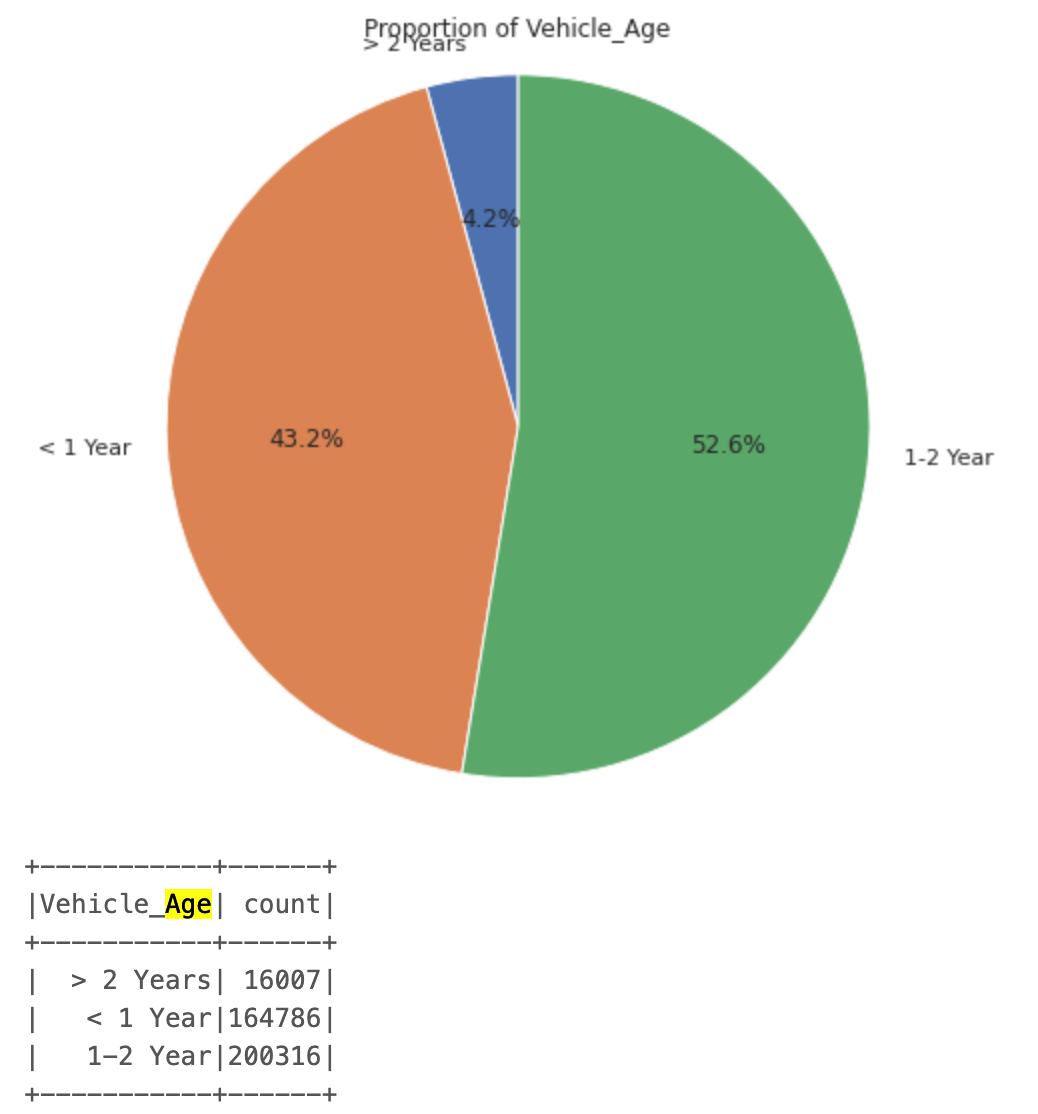 Proportion of Vehicle_Age
> 2 Years
4.2%
43.2%
52.6%
< 1 Year
1-2 Year
+-----------+------+
|Vehicle_Age| count|
+-----------+------+
|  > 2 Years| 16007|
|   < 1 Year|164786|
|   1-2 Year|200316|
+-----------+------+